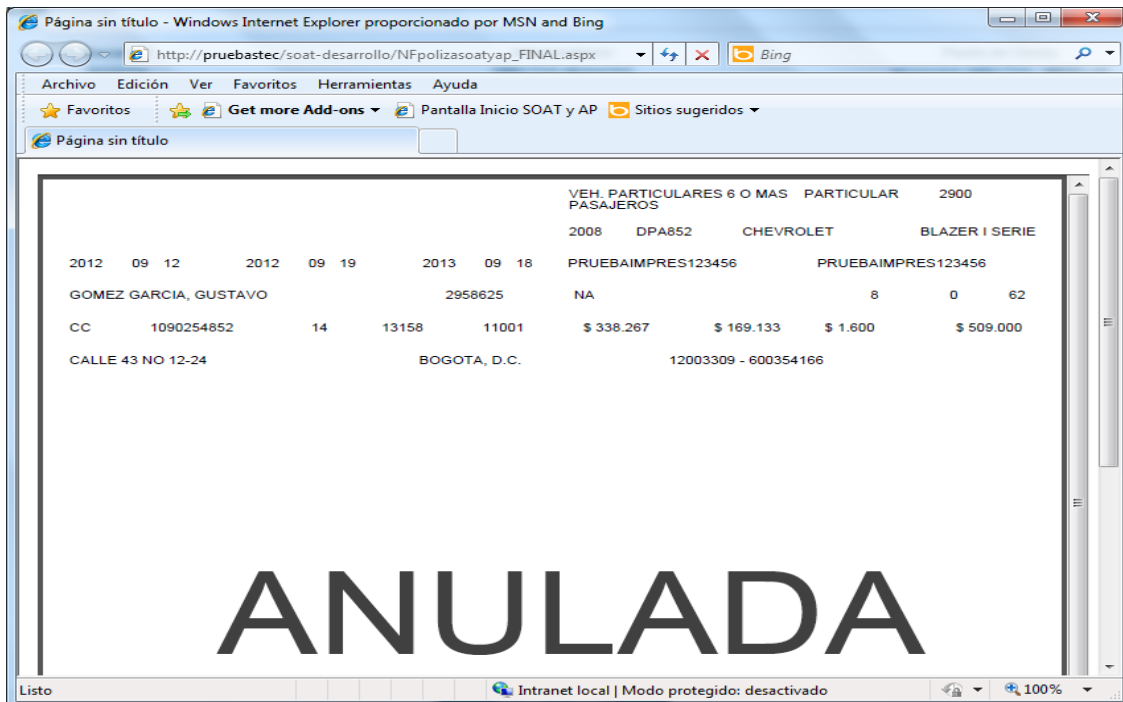 Página sin título - Windows Internet Explorer proporcionado por MSN and Bing
http://pruebastec/soat-desarrollo/NFpolizasoatyap_FINAL.aspx Bing
Archivo Edición Ver Favoritos Herramientas Ayuda
Favoritos Get more Add-ons Pantalla Inicio SOAT y AP Sitios sugeridos
Página sin título
VEH. PARTICULARES 6 O MAS PARTICULAR 2900
PASAJEROS
2008 DPA852 CHEVROLET BLAZER I SERIE
2012 09 12 2012 09 19 2013 09 18 PRUEBAIMPRES123456 PRUEBAIMPRES123456
GOMEZ GARCIA, GUSTAVO 2958625 NA 8 0 62
CC 1090254852 14 13158 11001 $ 338.267 $ 169.133 $ 1.600 $ 509.000
CALLE 43 NO 12-24 BOGOTA, D.C. 12003309 - 600354166
ANULADA
Listo Intranet local | Modo protegido: desactivado 100%